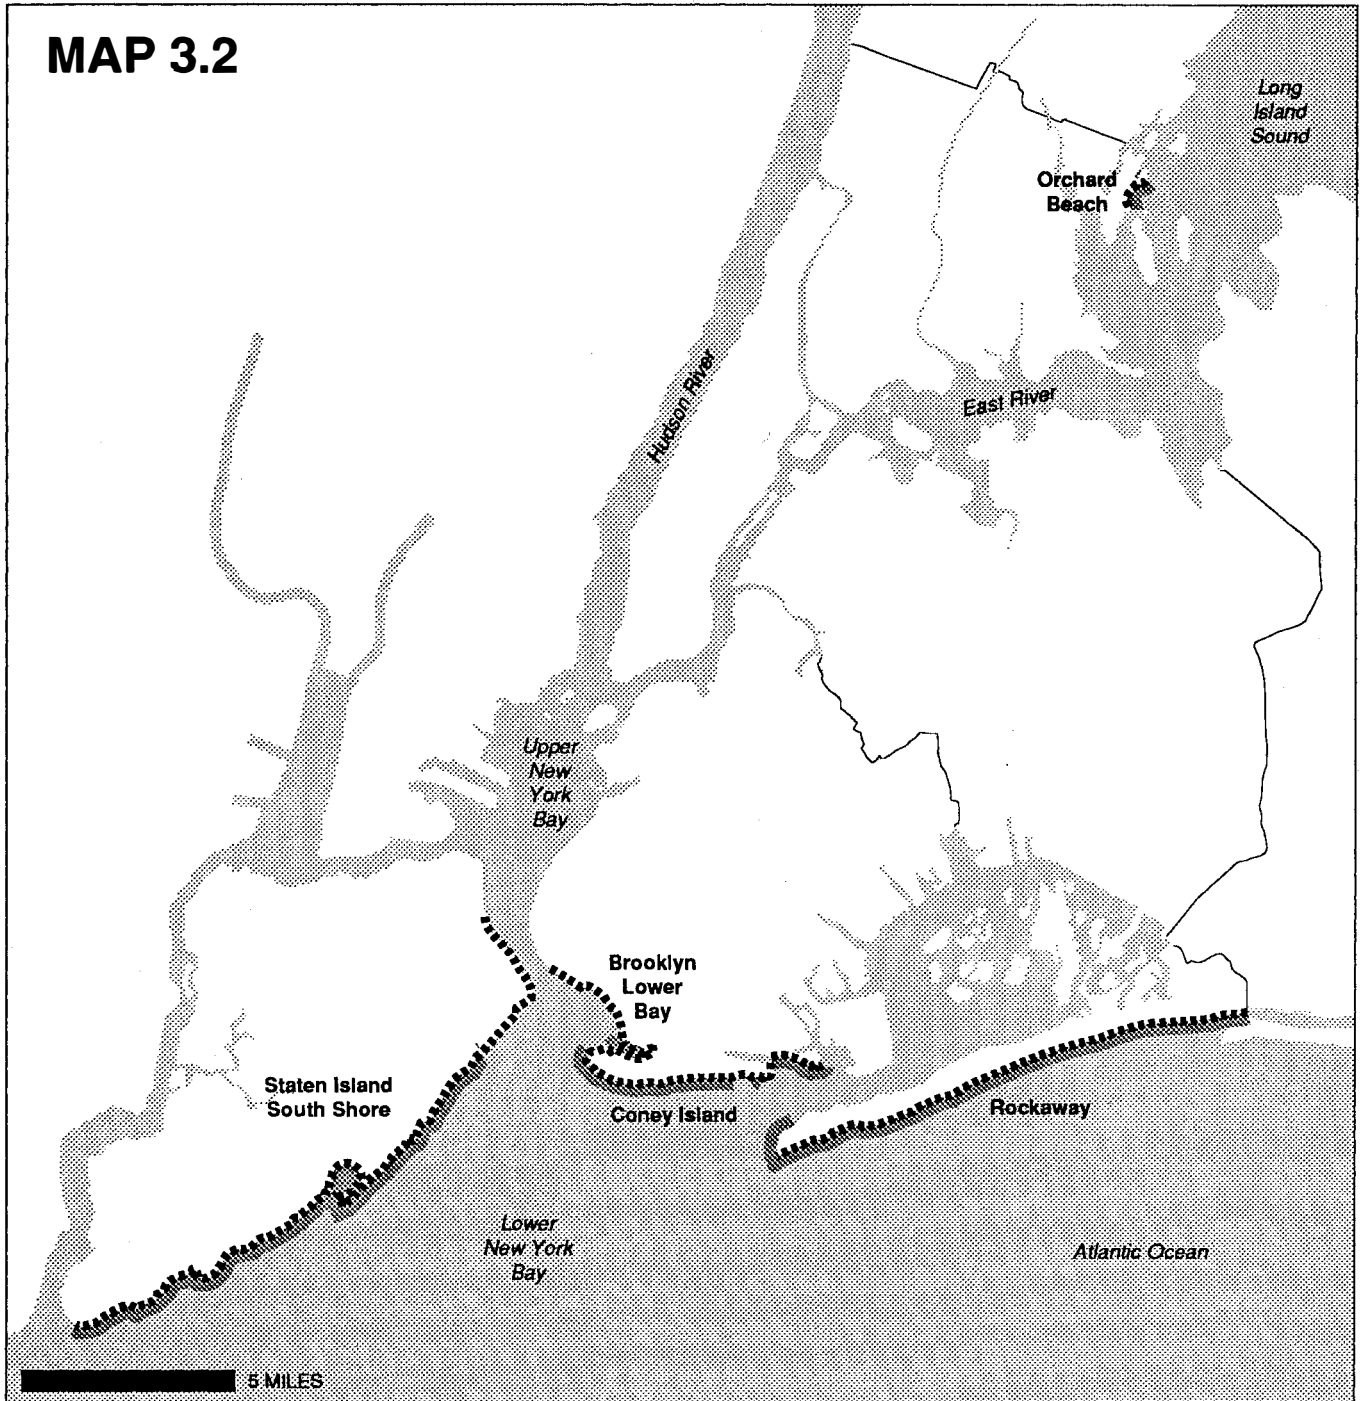 MAP 3.2
Long
Island
Sound
Orchard
Beach
Hudson River
East River
Upper
New
York
Bay
Brooklyn
Lower
Bay
Staten Island
South Shore
Coney Island
Rockaway
Lower
New York
Bay
Atlantic Ocean
5 MILES